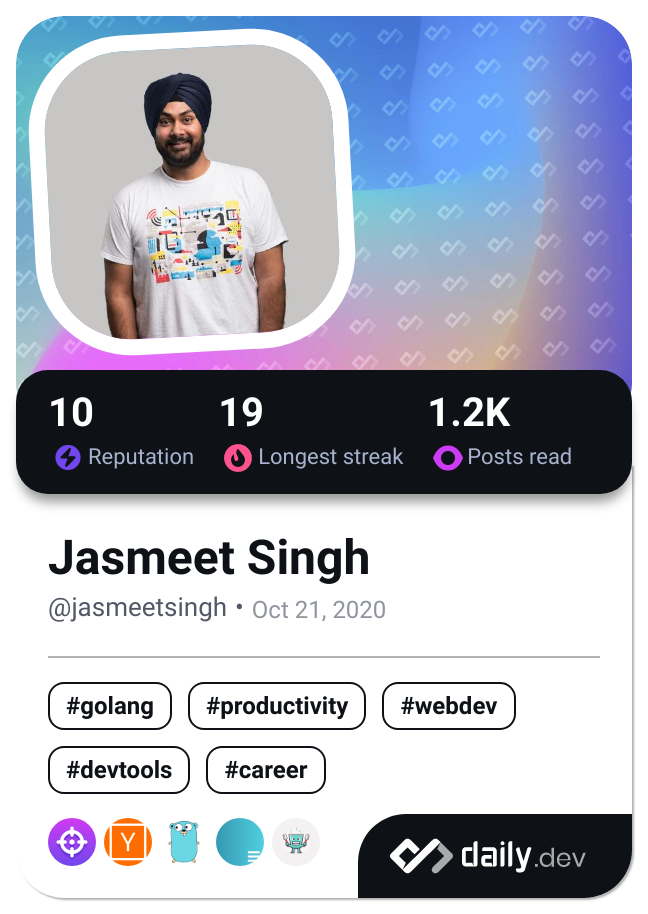 10 19 1.2K
Reputation Longest streak Posts read
Jasmeet Singh
@jasmeetsingh • Oct 21, 2020
#golang #productivity #webdev
#devtools #career
Y
daily.dev